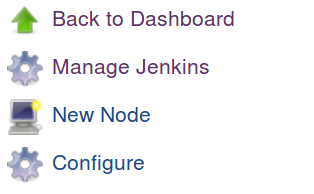 Back to Dashboard
Manage Jenkins
New Node
Configure